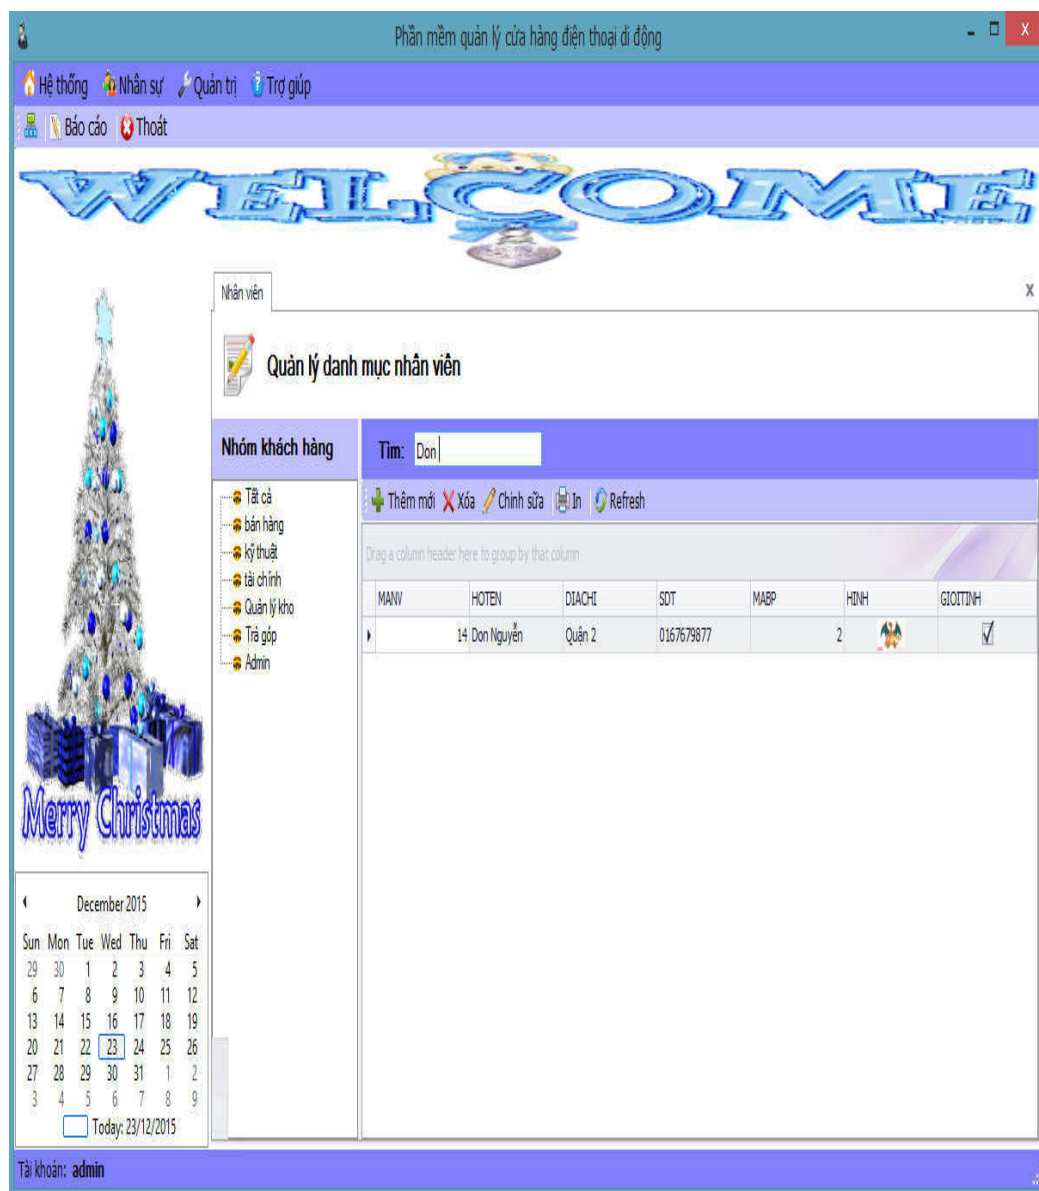 Phần mềm quản lý cửa hàng điện thoại di động
Hệ thống Nhân sự Quản trị Trợ giúp
Báo cáo Thoát
WELCOME
Nhân viên
Quản lý danh mục nhân viên
Nhóm khách hàng
Tìm: Don
Tất cả
bán hàng
kỹ thuật
tài chính
Quản lý kho
Trả góp
Admin
Thêm mới Xóa Chỉnh sữa In Refresh
Drag a column header here to group by that column
MANV HOTEN DIACHI SDT MABP HINH GIOITINH
14 Don Nguyễn Quận 2 0167679877 2
Merry Christmas
December 2015
Sun Mon Tue Wed Thu Fri Sat
29 30 1 2 3 4 5
6 7 8 9 10 11 12
13 14 15 16 17 18 19
20 21 22 23 24 25 26
27 28 29 30 31 1 2
3 4 5 6 7 8 9
Today: 23/12/2015
Tài khoản: admin